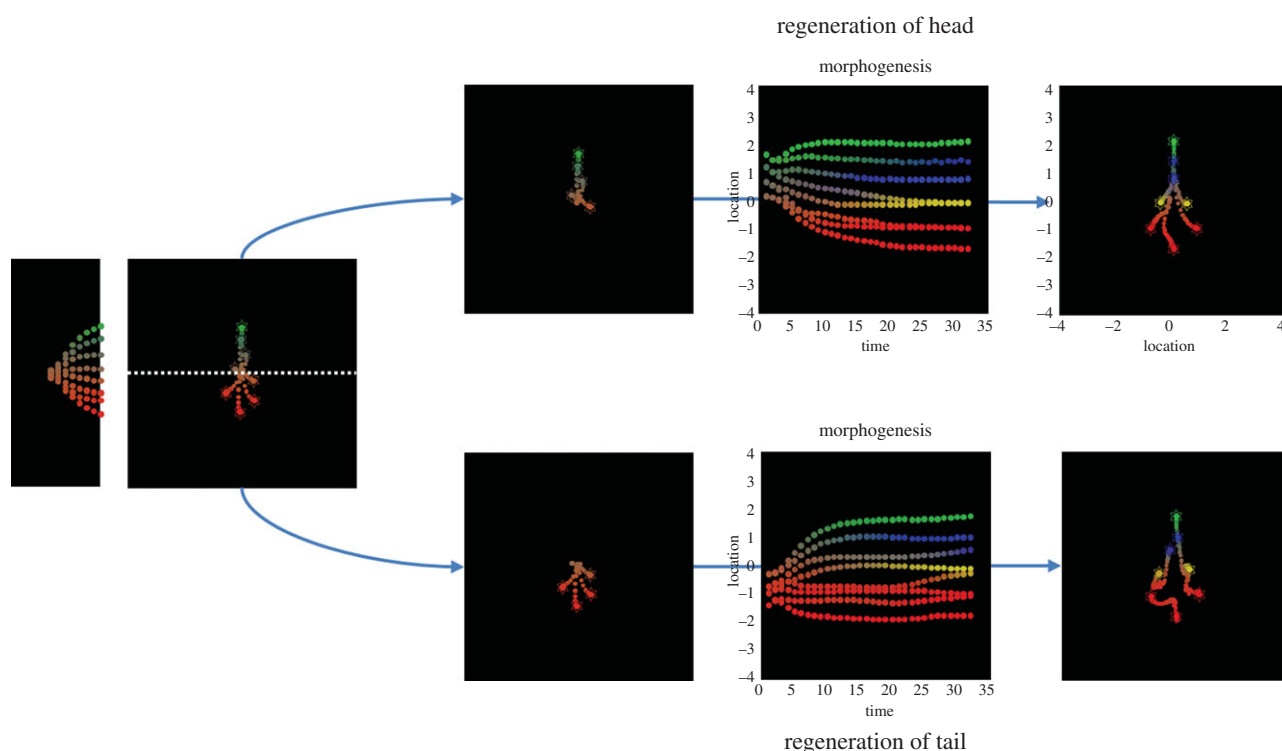 regeneration of head
morphogenesis
4
3
2
1
0
–1
–2
–3
–4
location
0 5 10 15 20 25 30 35
time
4
3
2
1
0
–1
–2
–3
–4
–4 –2 0 2 4
location
morphogenesis
4
3
2
1
0
–1
–2
–3
–4
location
0 5 10 15 20 25 30 35
time
regeneration of tail